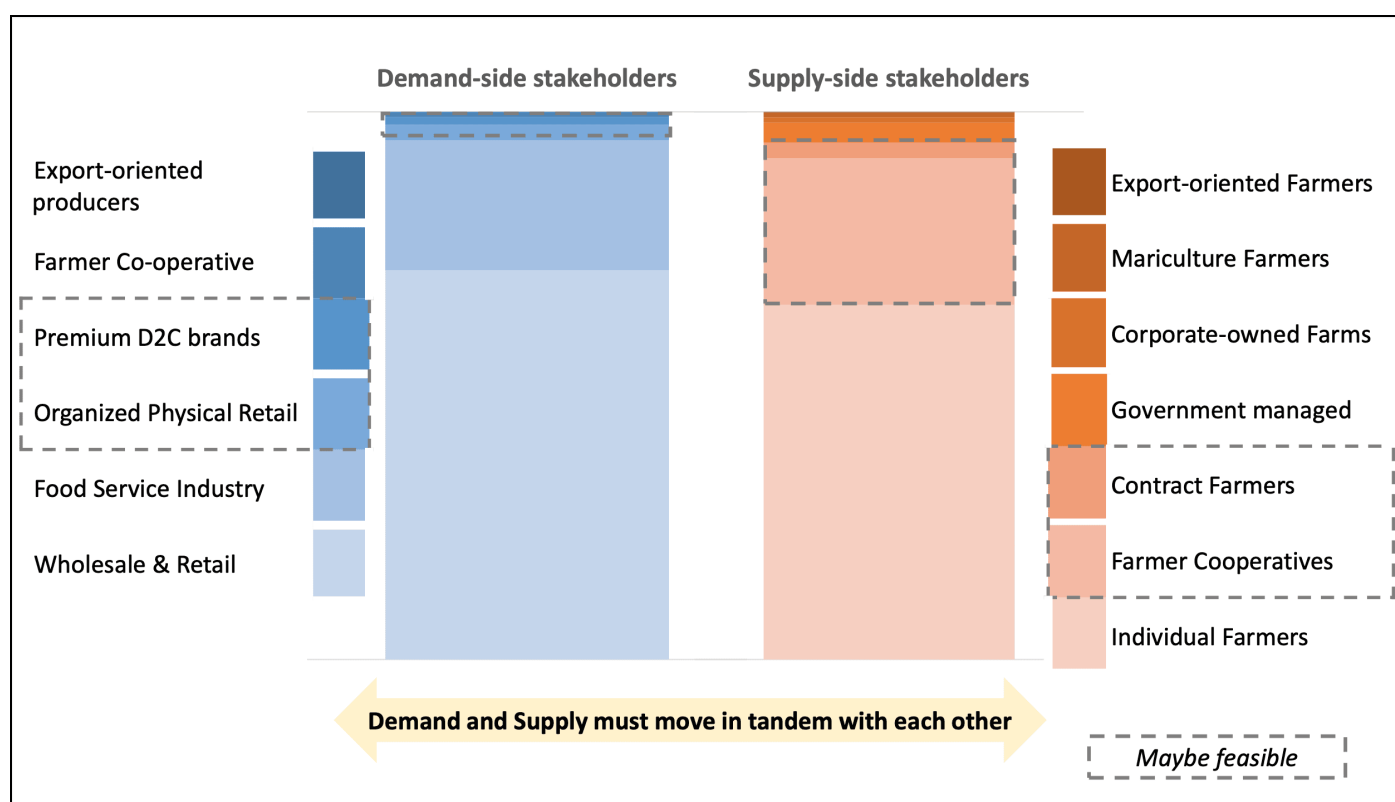 Demand-side stakeholders
Supply-side stakeholders
Export-oriented
producers
Farmer Co-operative
Premium D2C brands
Organized Physical Retail
Food Service Industry
Wholesale & Retail
Export-oriented Farmers
Mariculture Farmers
Corporate-owned Farms
Government managed
Contract Farmers
Farmer Cooperatives
Individual Farmers
Demand and Supply must move in tandem with each other
Maybe feasible